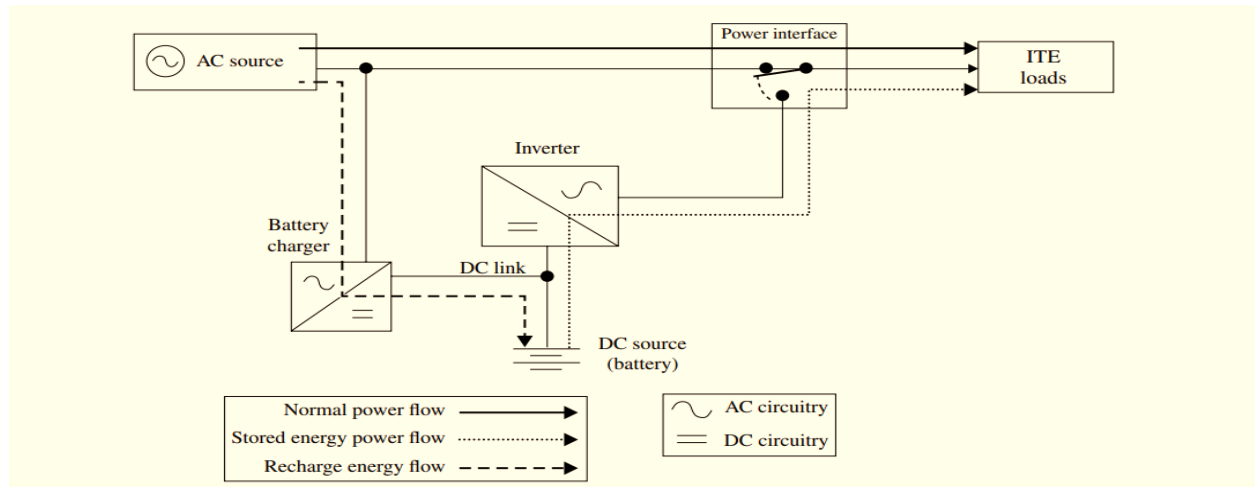 Power interface
AC source
ITE
loads
Inverter
Battery
charger
DC link
DC source
(battery)
Normal power flow
Stored energy power flow
Recharge energy flow
AC circuitry
DC circuitry